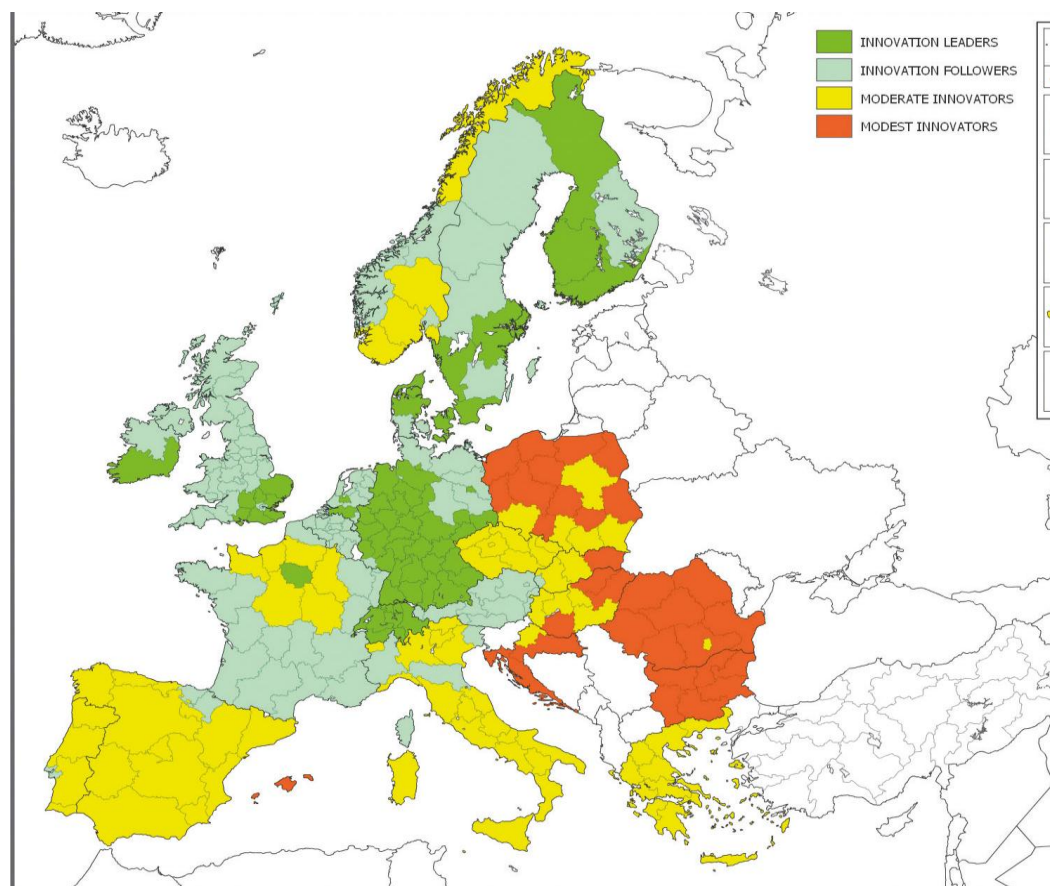 INNOVATION LEADERS
INNOVATION FOLLOWERS
MODERATE INNOVATORS
MODEST INNOVATORS